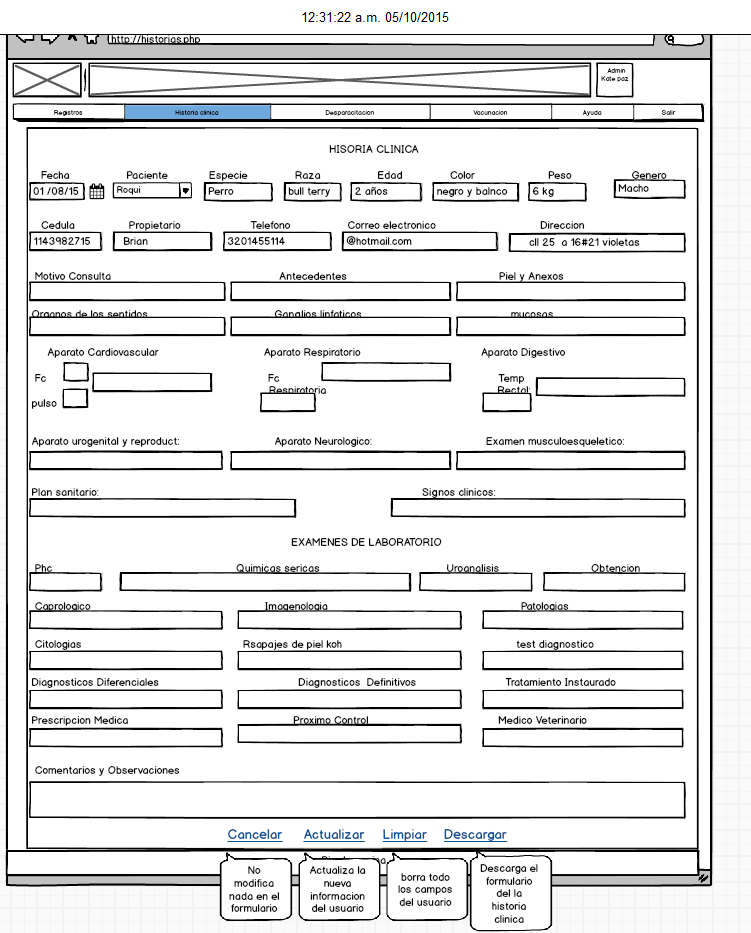 12:31:22 a.m. 05/10/2015
http://historias.php
Admin
Kate paz
Registros Historia clinica Desparacitacion Vacunacion Ayuda Salir
HISORIA CLINICA
Fecha Paciente Especie Raza Edad Color Peso Genero
01 /08/15 Roqui Perro bull terry 2 años negro y balnco 6 kg Macho
Cedula Propietario Telefono Correo electronico Direccion
1143982715 Brian 3201455114 @hotmail.com cll 25 a 16#21 violetas
Motivo Consulta Antecedentes Piel y Anexos
Organos de los sentidos Ganglios linfaticos mucosas
Aparato Cardiovascular Aparato Respiratorio Aparato Digestivo
Fc Fc Temp
Respiratoria Rectal:
pulso
Aparato urogenital y reproduct: Aparato Neurologico: Examen musculoesqueletico:
Plan sanitario: Signos clinicos:
EXAMENES DE LABORATORIO
Phc Quimicas sericas Uroanalisis Obtencion
Caprologico Imagenologia Patologias
Citologias Rsapajes de piel koh test diagnostico
Diagnosticos Diferenciales Diagnosticos Definitivos Tratamiento Instaurado
Prescripcion Medica Proximo Control Medico Veterinario
Comentarios y Observaciones
Cancelar Actualizar Limpiar Descargar
No
modifica
nada en el
formulario
Actualiza la
nueva
informacion
del usuario
borra todo
los campos
del usuario
Descarga el
formulario
del la
historia
clinica